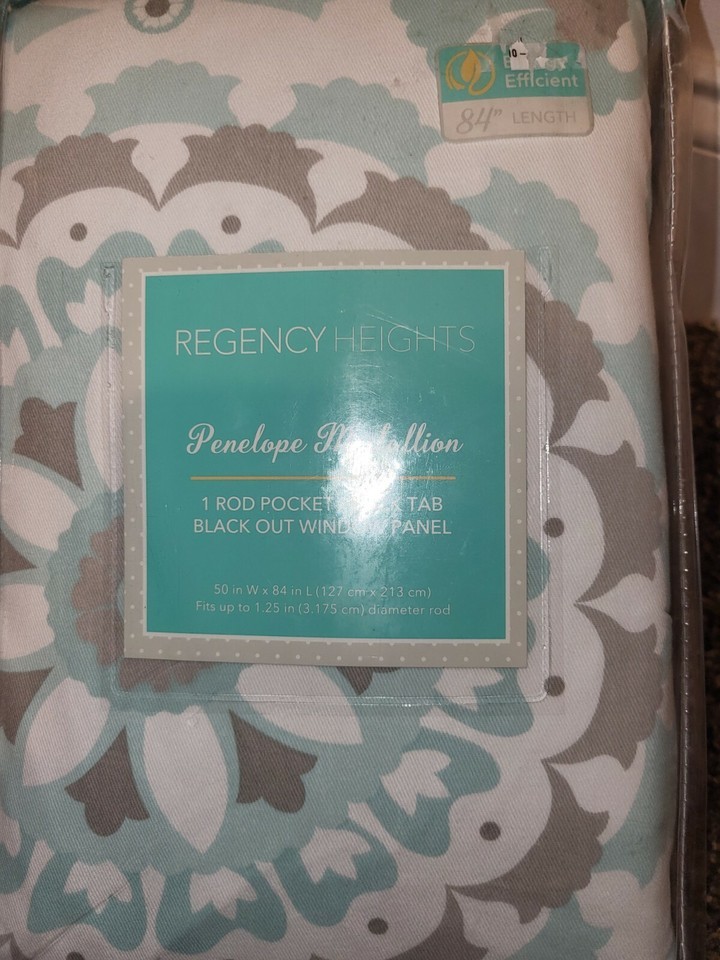 Efficient
84" LENGTH
REGENCY HEIGHTS
Penelope
1 ROD POCKET TAB
BLACK OUT WINDOW PANEL
50 in W x 84 in L (127 cm x 213 cm)
Fits up to 1.25 in (3.175 cm) diameter rod